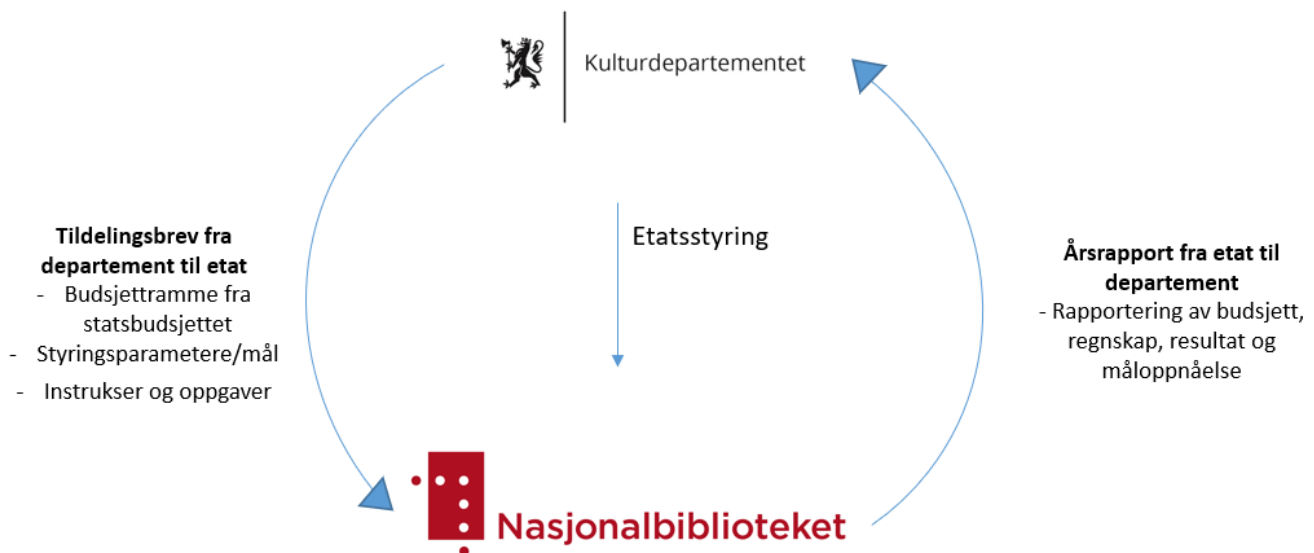 Kulturdepartementet
Tildelingsbrev fra
departement til etat
- Budsjettramme fra
statsbudsjettet
- Styringsparametere/mål
- Instrukser og oppgaver
Etatsstyring
Årsrapport fra etat til
departement
- Rapportering av budsjett,
regnskap, resultat og
måloppnåelse
Nasjonalbiblioteket